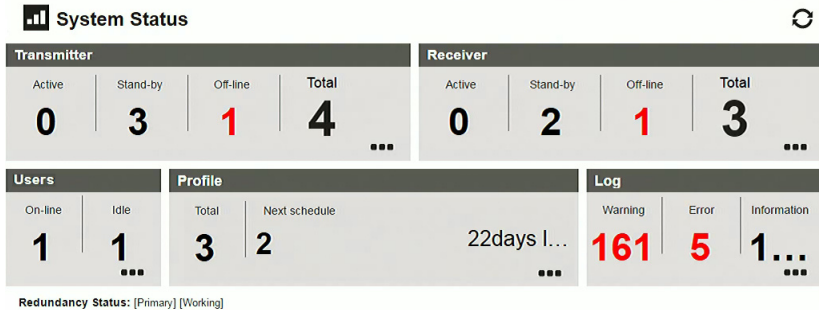 System Status
Transmitter
Active Stand-by Off-line Total
0 3 1 4
Receiver
Active Stand-by Off-line Total
0 2 1 3
Users
On-line Idle
1 1
Profile
Total Next schedule
3 2 22days l...
Log
Warning Error Information
161 5 1...
Redundancy Status: [Primary] [Working]